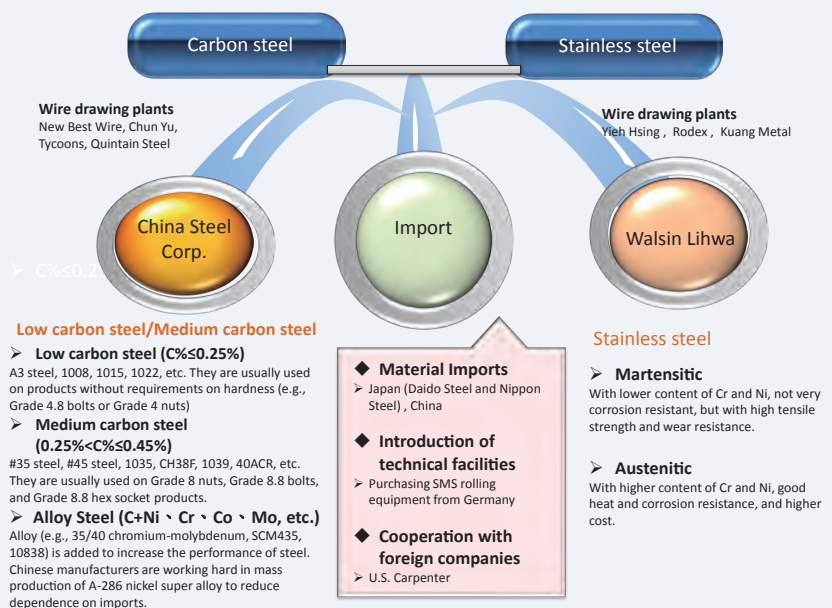 Carbon steel
Stainless steel
Wire drawing plants
New Best Wire, Chun Yu,
Tycoons, Quintain Steel
Wire drawing plants
Yieh Hsing , Rodex , Kuang Metal
China Steel
Corp.
Import
Walsin Lihwa
➢ C%≤0.2
Low carbon steel/Medium carbon steel
➢ Low carbon steel (C%≤0.25%)
A3 steel, 1008, 1015, 1022, etc. They are usually used
on products without requirements on hardness (e.g.,
Grade 4.8 bolts or Grade 4 nuts)
➢ Medium carbon steel
(0.25%<C%≤0.45%)
#35 steel, #45 steel, 1035, CH38F, 1039, 40ACR, etc.
They are usually used on Grade 8 nuts, Grade 8.8 bolts,
and Grade 8.8 hex socket products.
➢ Alloy Steel (C+Ni、Cr、Co、Mo, etc.)
Alloy (e.g., 35/40 chromium-molybdenum, SCM435,
10838) is added to increase the performance of steel.
Chinese manufacturers are working hard in mass
production of A-286 nickel super alloy to reduce
dependence on imports.
◆ Material Imports
➢ Japan (Daido Steel and Nippon
Steel) , China
◆ Introduction of
technical facilities
➢ Purchasing SMS rolling
equipment from Germany
◆ Cooperation with
foreign companies
➢ U.S. Carpenter
Stainless steel
➢ Martensitic
With lower content of Cr and Ni, not very
corrosion resistant, but with high tensile
strength and wear resistance.
➢ Austenitic
With higher content of Cr and Ni, good
heat and corrosion resistance, and higher
cost.